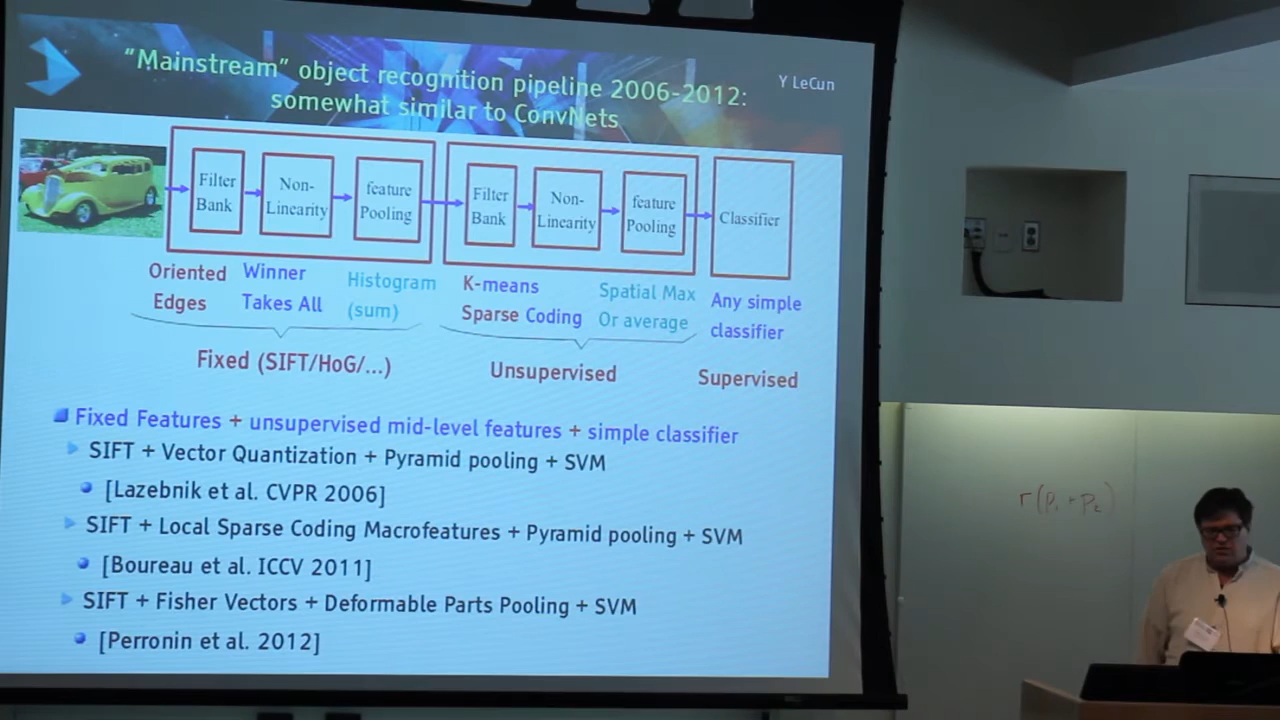 "Mainstream" object recognition pipeline 2006-2012:
somewhat similar to ConvNets
Y LeCun
Filter
Bank
Non-
Linearity
feature
Pooling
Filter
Bank
Non-
Linearity
feature
Pooling
Classifier
Oriented
Edges
Winner
Takes All
Histogram
(sum)
K-means
Sparse Coding
Spatial Max
Or average
Any simple
classifier
Fixed (SIFT/HoG/...)
Unsupervised
Supervised
Fixed Features + unsupervised mid-level features + simple classifier
SIFT + Vector Quantization + Pyramid pooling + SVM
[Lazebnik et al. CVPR 2006]
SIFT + Local Sparse Coding Macrofeatures + Pyramid pooling + SVM
[Boureau et al. ICCV 2011]
SIFT + Fisher Vectors + Deformable Parts Pooling + SVM
[Perronin et al. 2012]
r(p₁ + p₂)